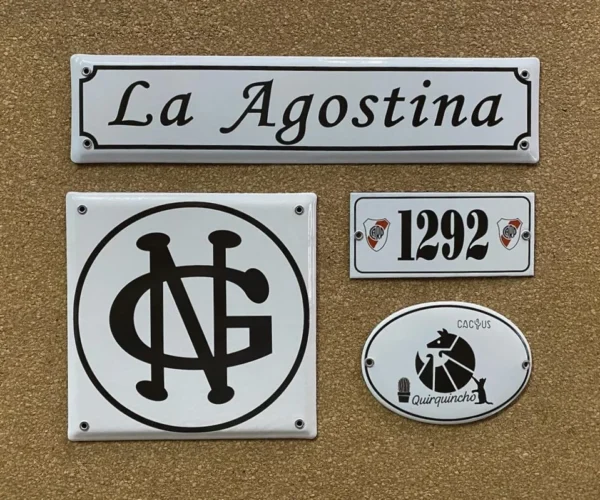 La Agostina
NG
1292
CACTUS
Quirquincho